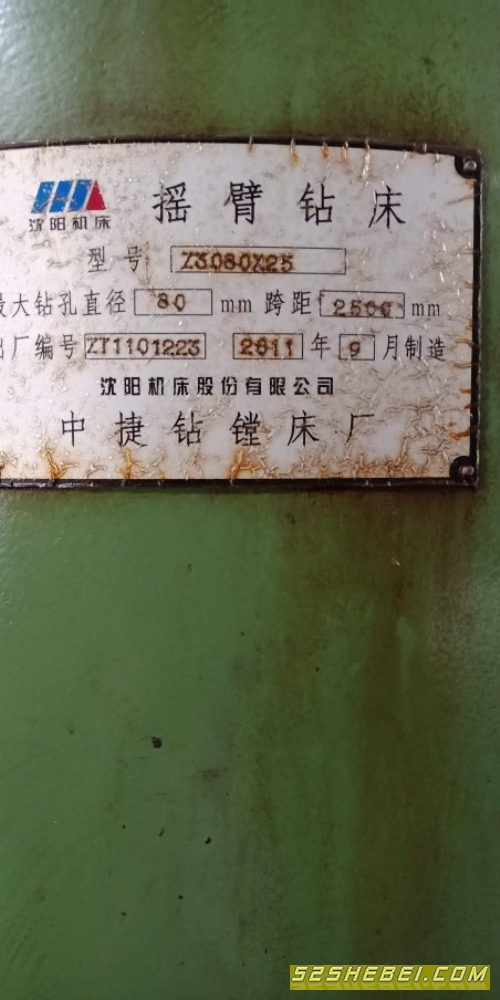 沈阳机床
摇臂钻床
型号 Z3080X25
最大钻孔直径 80 mm 跨距 2500 mm
出厂编号 ZT1101223 2011 年 9 月制造
沈阳机床股份有限公司
中捷钻镗床厂
52SHEBEI.COM